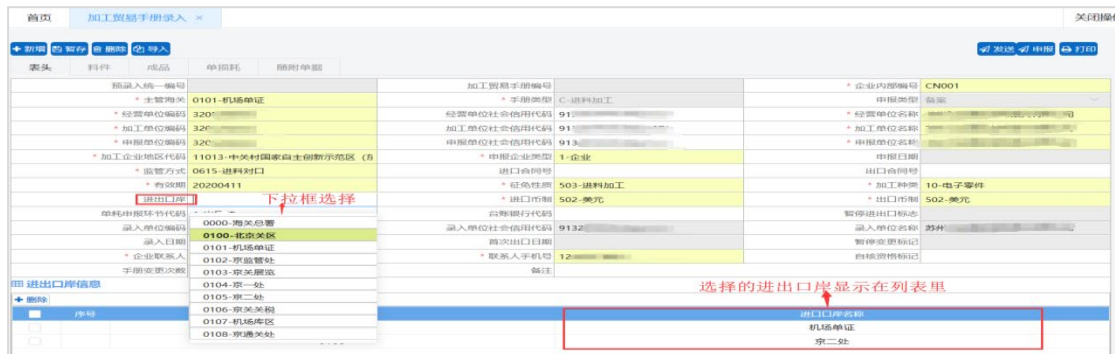 首页 加工贸易手册录入 × 关闭操
+ 新增 暂存 删除 导入 发送 申报 打印
表头 料件 成品 单损耗 随附单据
预录入统一编号 加工贸易手册编号 * 企业内部编号 CN001
* 主管海关 0101-机场单证 * 手册类型 C-进料加工 申报类型 备案
* 经营单位编码 320 经营单位社会信用代码 91 * 经营单位名称 司
* 加工单位编码 320 加工单位社会信用代码 91 * 加工单位名称
* 申报单位编码 320 申报单位社会信用代码 913 * 申报单位名称
* 加工企业地区代码 11013-中关村国家自主创新示范区 * 申报企业类型 1-企业 申报日期
* 监管方式 0615-进料对口 进口合同号 出口合同号
* 有效期 20200411 * 征免性质 503-进料加工 * 加工种类 10-电子零件
进出口岸 下拉框选择 * 进口币制 502-美元 * 出口币制 502-美元
单耗申报环节代码 台账银行代码 暂停进出口标志
录入单位编码 0000-海关总署 录入单位社会信用代码 9132 录入单位名称 苏州
录入日期 0100-北京关区 首次出口日期 暂停变更标记
* 企业联系人 0101-机场单证 * 联系人手机号 12 自核资格标记
手册变更次数 0102-京监管处 备注
0103-京关展览
0104-京一处
进出口岸信息 0105-京二处 选择的进出口岸显示在列表里
+ 删除 0106-京关关税
序号 0107-机场库区 进出口岸名称
0108-京通关处 机场单证
京二处